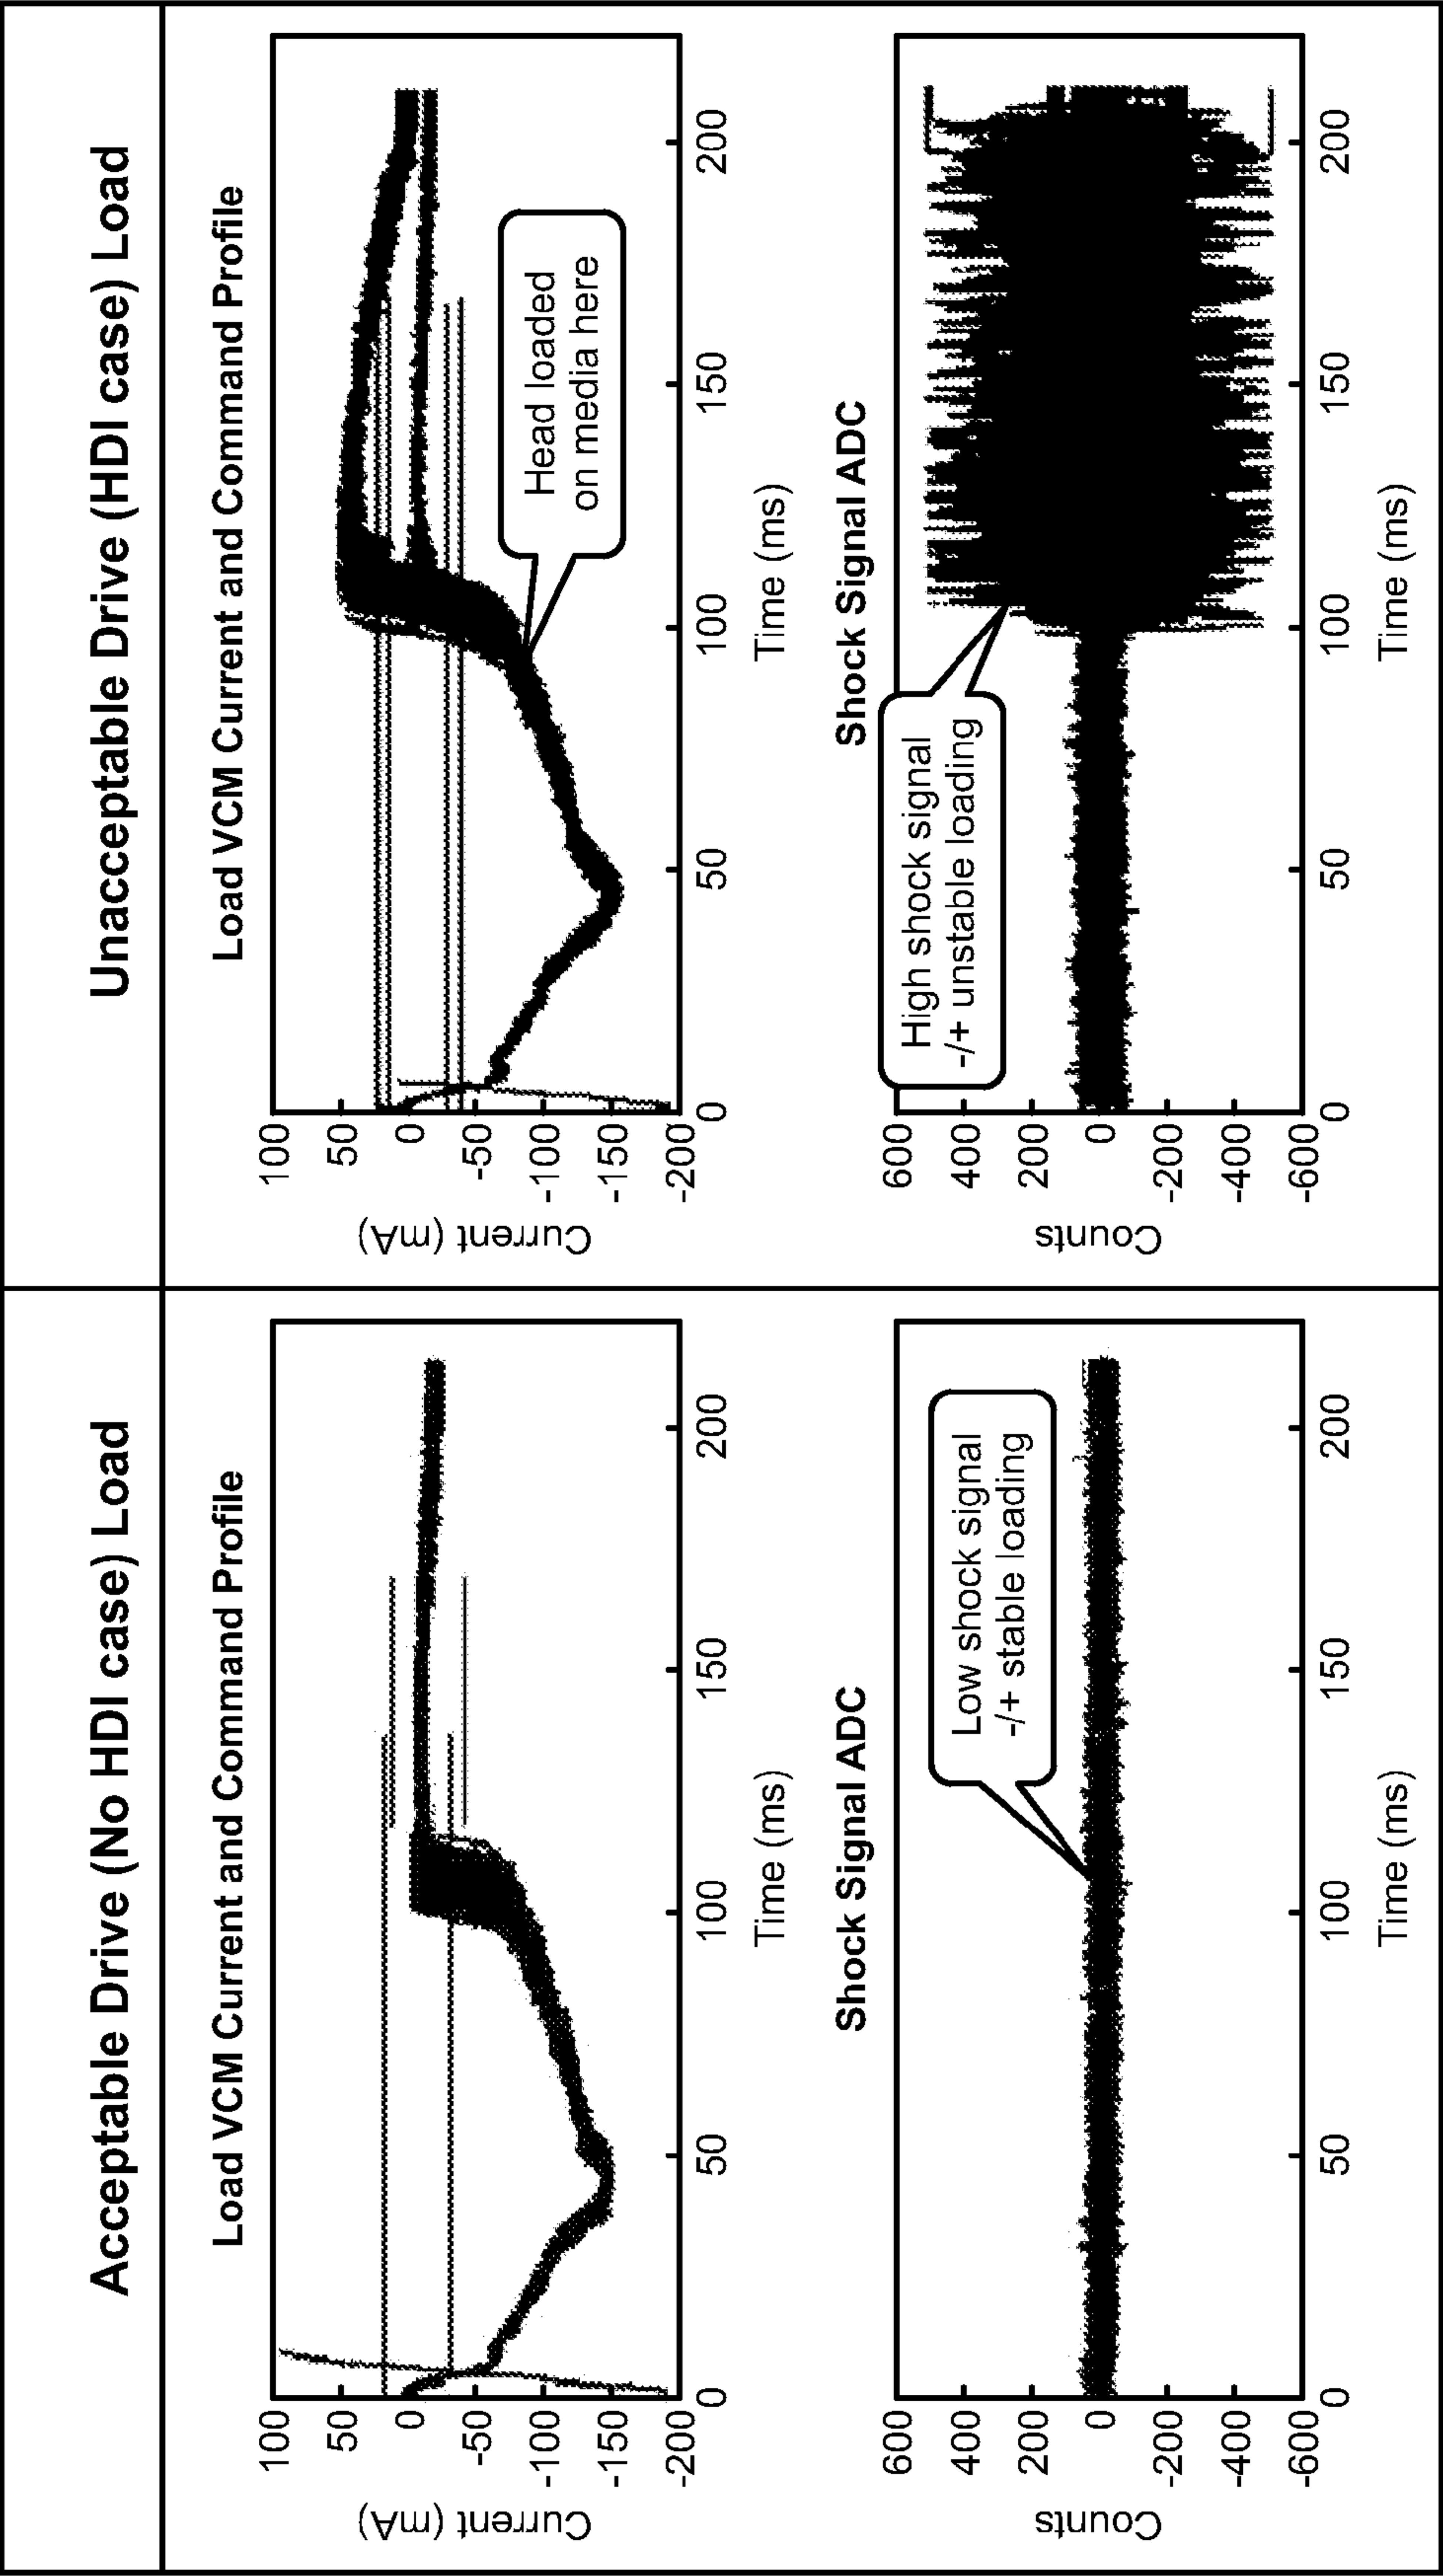 Acceptable Drive (No HDI case) Load
Load VCM Current and Command Profile
100
50
0
-50
-100
-150
-200
Current (mA)
0
50
100
150
200
Time (ms)
Shock Signal ADC
600
400
200
0
-200
-400
-600
Counts
Low shock signal
-/+ stable loading
0
50
100
150
200
Time (ms)
Unacceptable Drive (HDI case) Load
Load VCM Current and Command Profile
100
50
0
-50
-100
-150
-200
Current (mA)
Head loaded
on media here
0
50
100
150
200
Time (ms)
Shock Signal ADC
600
400
200
0
-200
-400
-600
Counts
High shock signal
-/+ unstable loading
0
50
100
150
200
Time (ms)